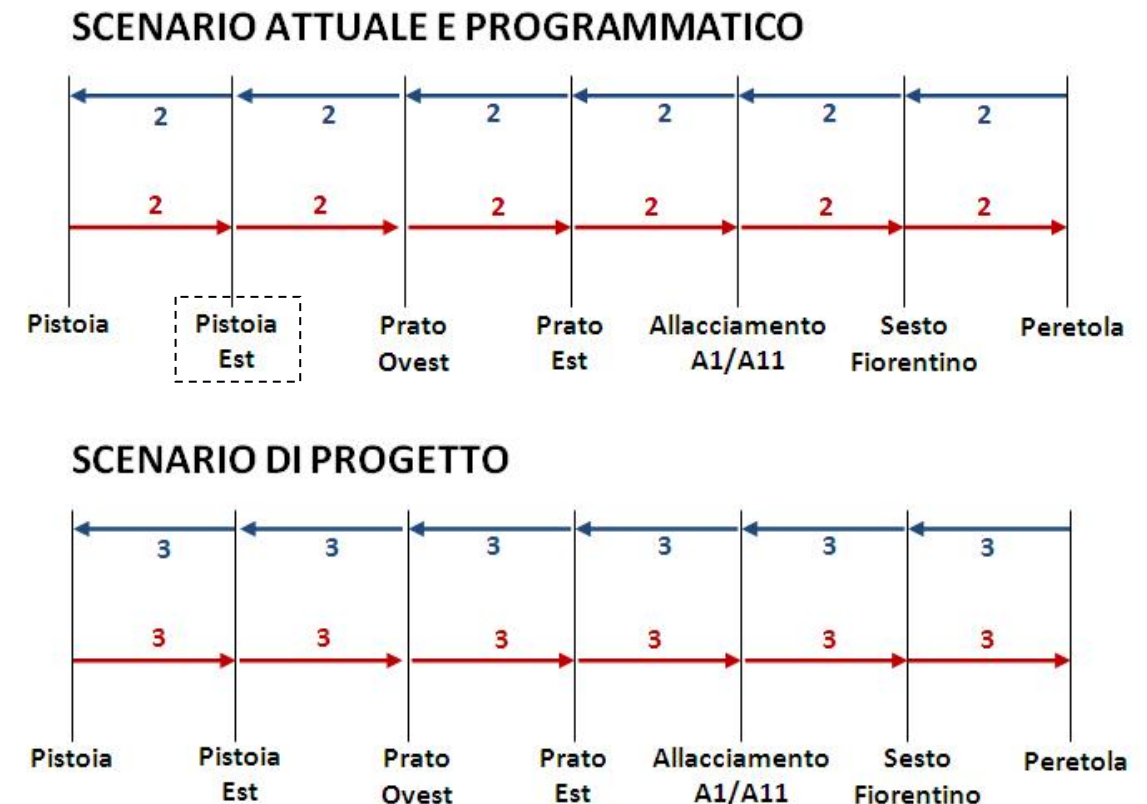 SCENARIO ATTUALE E PROGRAMMATICO
2 2 2 2 2 2
2 2 2 2 2 2
Pistoia Pistoia Prato Prato Allacciamento Sesto Peretola
Est Ovest Est A1/A11 Fiorentino
SCENARIO DI PROGETTO
3 3 3 3 3 3
3 3 3 3 3 3
Pistoia Pistoia Prato Prato Allacciamento Sesto Peretola
Est Ovest Est A1/A11 Fiorentino